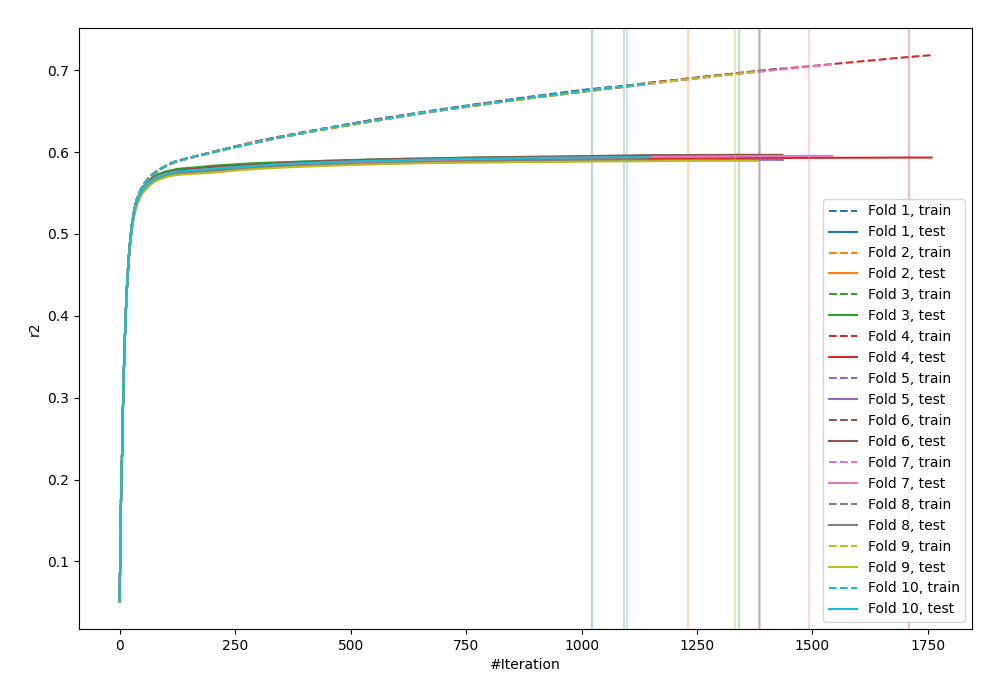 0.7
0.6
0.5
0.4
0.3
0.2
0.1
r2
0
250
500
750
1000
1250
1500
1750
#Iteration
Fold 1, train
Fold 1, test
Fold 2, train
Fold 2, test
Fold 3, train
Fold 3, test
Fold 4, train
Fold 4, test
Fold 5, train
Fold 5, test
Fold 6, train
Fold 6, test
Fold 7, train
Fold 7, test
Fold 8, train
Fold 8, test
Fold 9, train
Fold 9, test
Fold 10, train
Fold 10, test